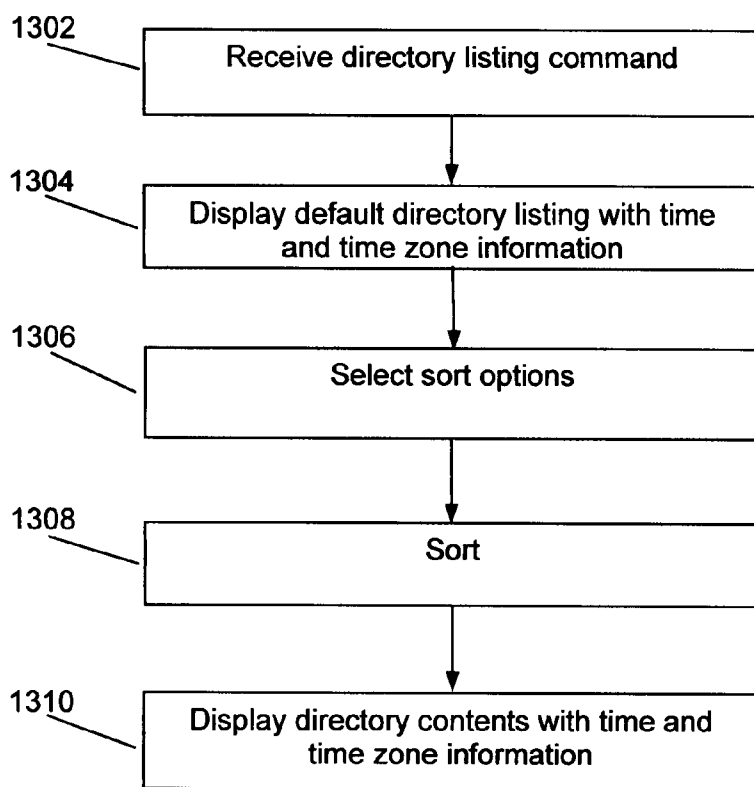 1302
Receive directory listing command
1304
Display default directory listing with time
and time zone information
1306
Select sort options
1308
Sort
1310
Display directory contents with time and
time zone information